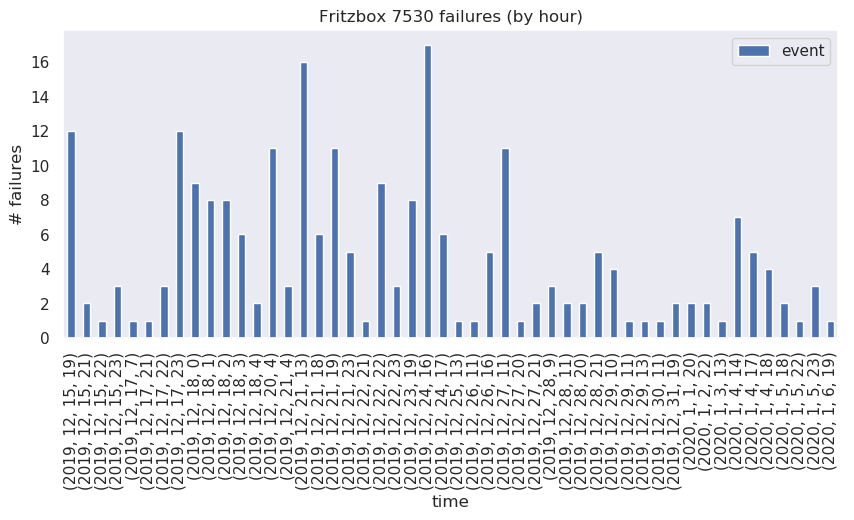 Fritzbox 7530 failures (by hour)
event
# failures
16
14
12
10
8
6
4
2
0
(2019, 12, 15, 19)
(2019, 12, 15, 21)
(2019, 12, 15, 22)
(2019, 12, 15, 23)
(2019, 12, 17, 7)
(2019, 12, 17, 21)
(2019, 12, 17, 22)
(2019, 12, 17, 23)
(2019, 12, 18, 0)
(2019, 12, 18, 1)
(2019, 12, 18, 2)
(2019, 12, 18, 3)
(2019, 12, 18, 4)
(2019, 12, 20, 4)
(2019, 12, 21, 4)
(2019, 12, 21, 13)
(2019, 12, 21, 18)
(2019, 12, 21, 19)
(2019, 12, 21, 23)
(2019, 12, 22, 21)
(2019, 12, 22, 22)
(2019, 12, 22, 23)
(2019, 12, 23, 19)
(2019, 12, 24, 16)
(2019, 12, 24, 17)
(2019, 12, 25, 13)
(2019, 12, 26, 11)
(2019, 12, 26, 16)
(2019, 12, 27, 11)
(2019, 12, 27, 20)
(2019, 12, 27, 21)
(2019, 12, 28, 9)
(2019, 12, 28, 11)
(2019, 12, 28, 20)
(2019, 12, 28, 21)
(2019, 12, 29, 10)
(2019, 12, 29, 11)
(2019, 12, 29, 13)
(2019, 12, 30, 11)
(2019, 12, 31, 19)
(2020, 1, 1, 20)
(2020, 1, 2, 22)
(2020, 1, 3, 13)
(2020, 1, 4, 14)
(2020, 1, 4, 17)
(2020, 1, 4, 18)
(2020, 1, 5, 18)
(2020, 1, 5, 22)
(2020, 1, 5, 23)
(2020, 1, 6, 19)
time